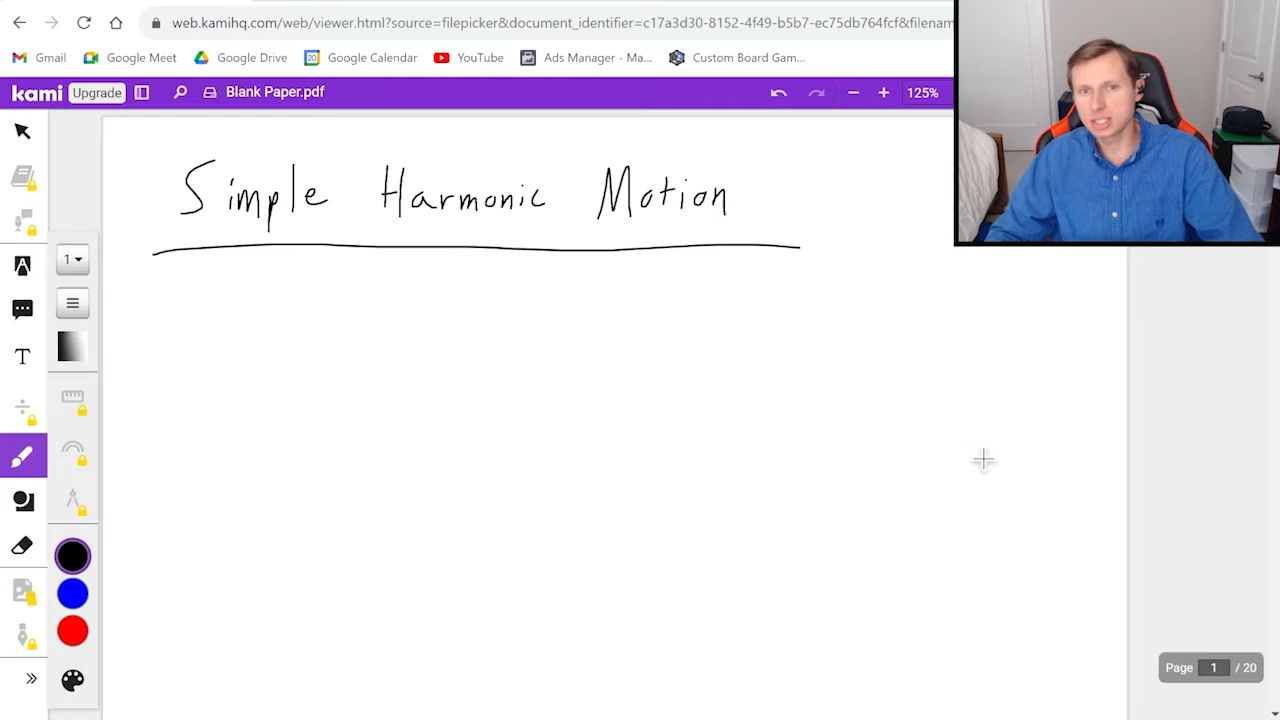 web.kamihq.com/web/viewer.html?source=filepicker&document_identifier=c17a3d30-8152-4f49-b5b7-ec75db764fcf&filenam
Gmail Google Meet Google Drive 20 Google Calendar YouTube Ads Manager - Ma... Custom Board Gam...
kami Upgrade Blank Paper.pdf 125%
Simple Harmonic Motion
1
T
Page 1 / 20